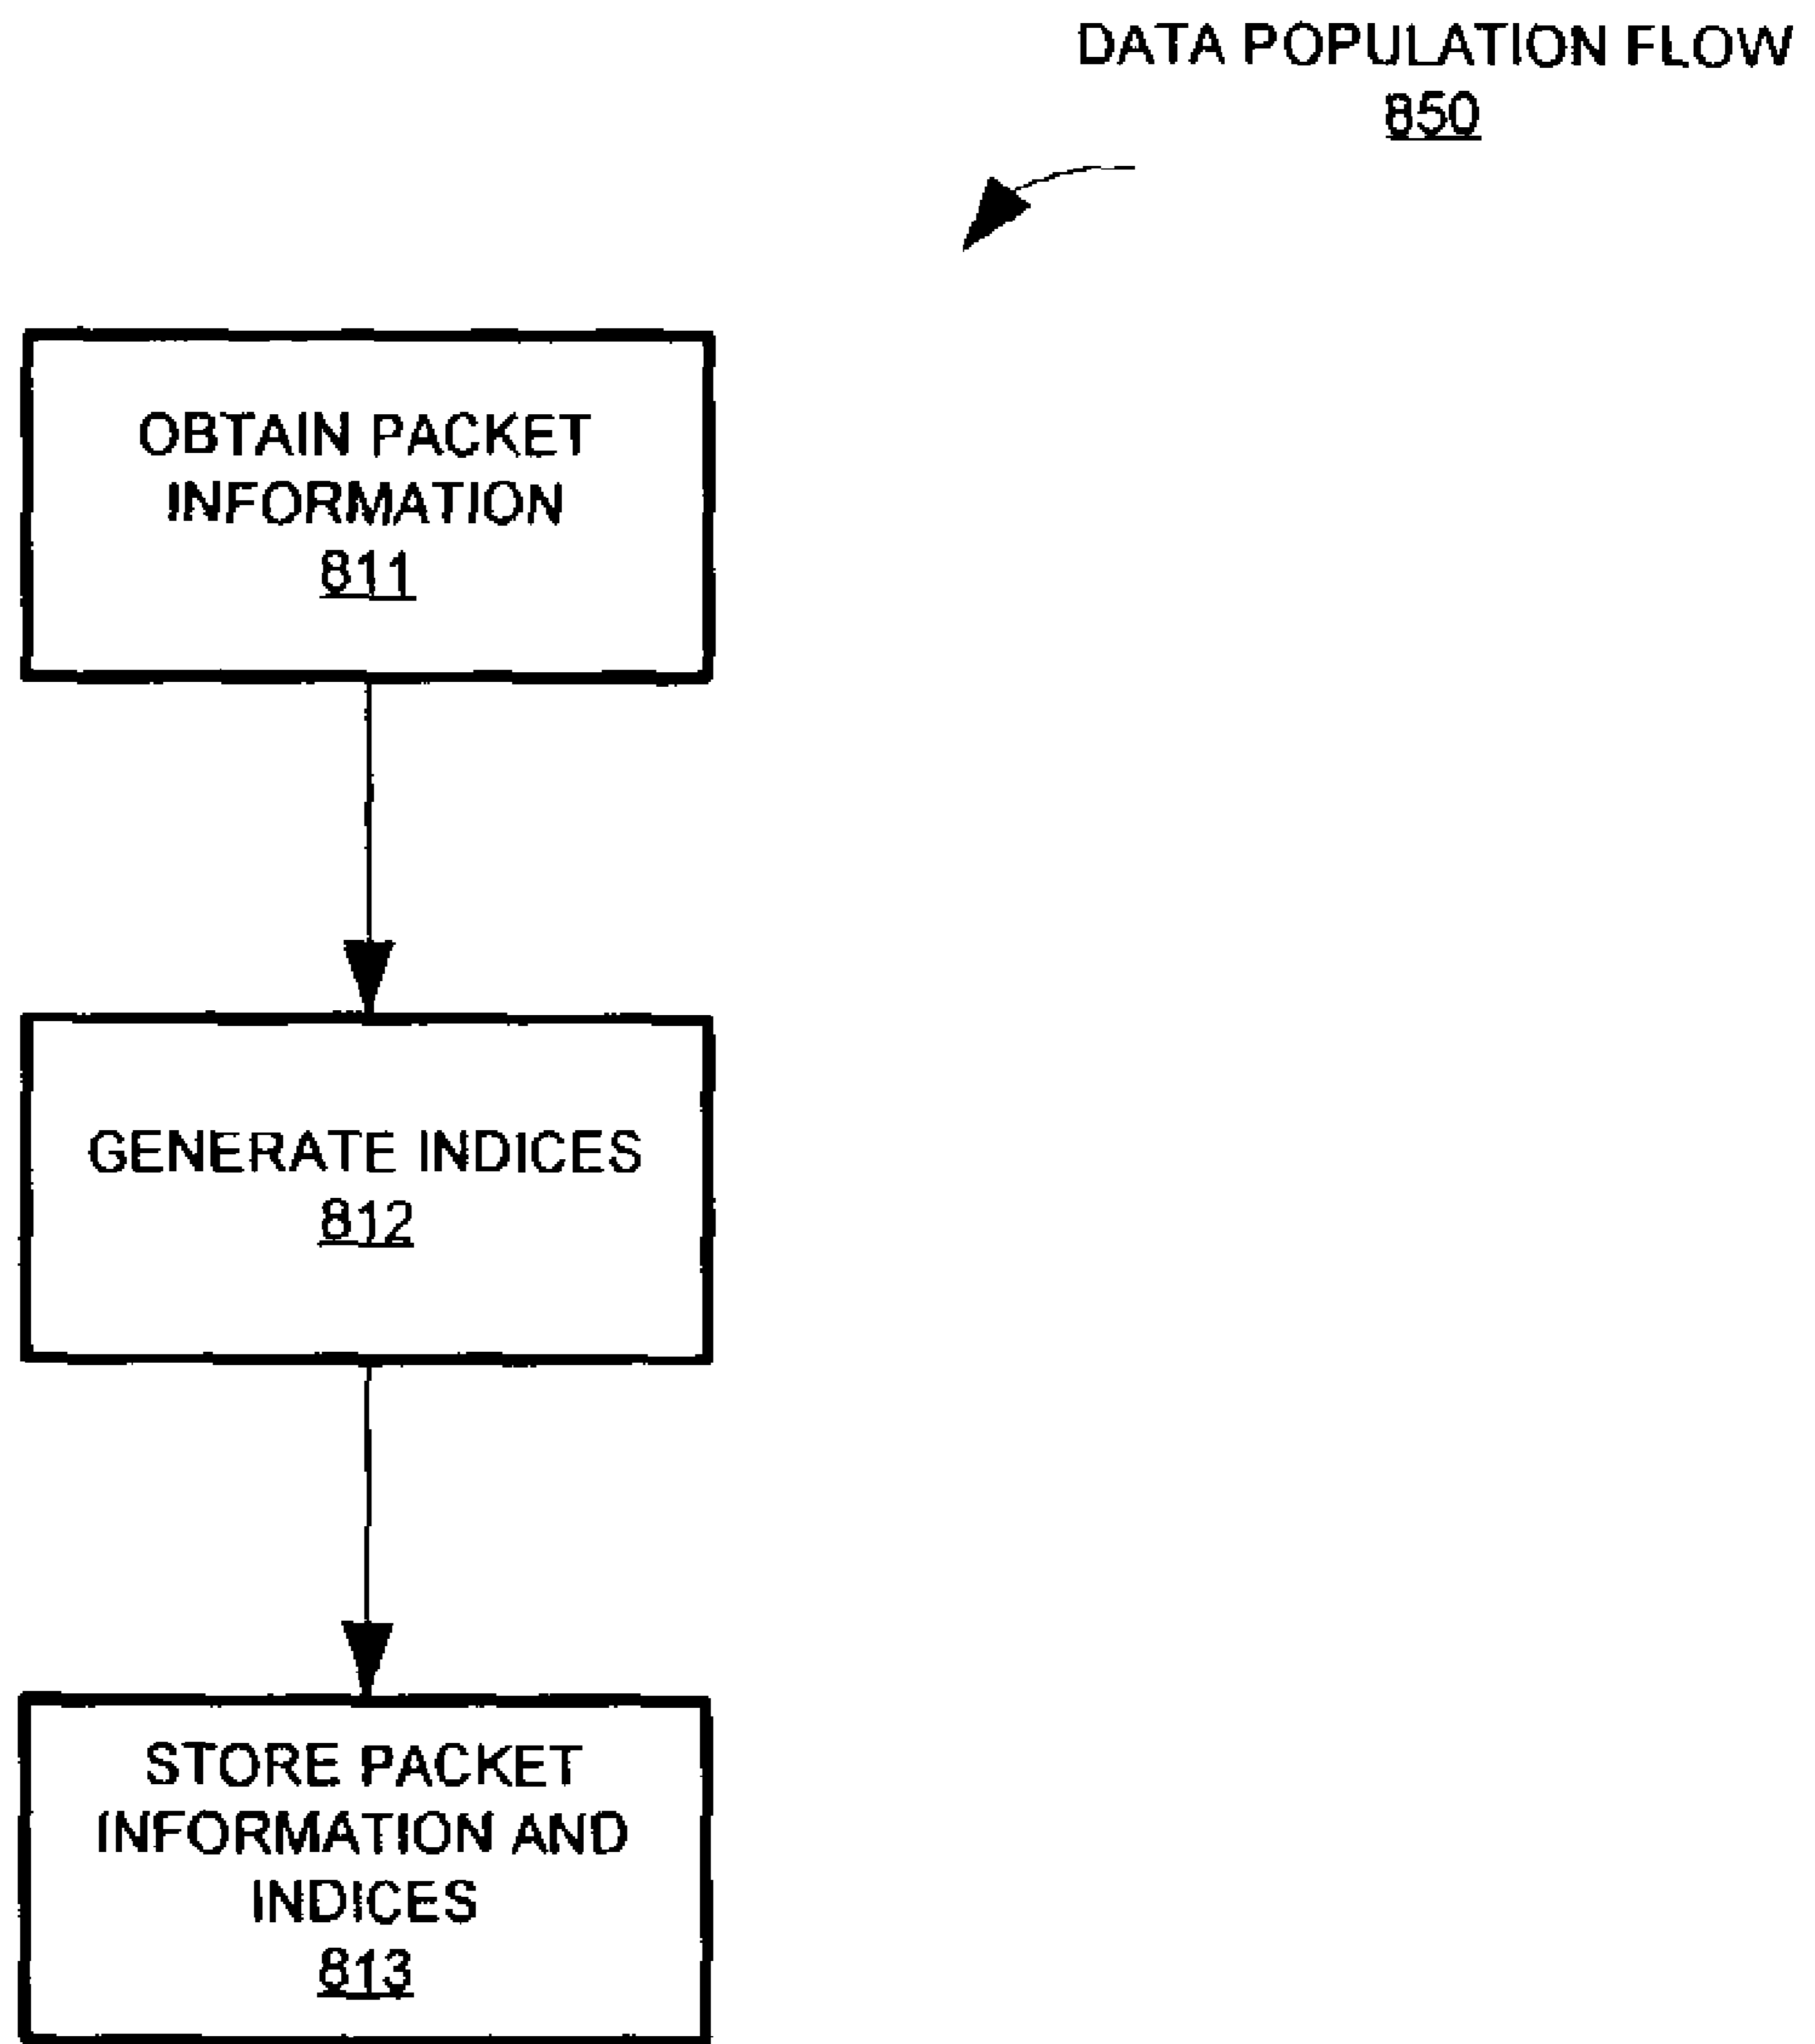 DATA POPULATION FLOW
850
OBTAIN PACKET
INFORMATION
811
GENERATE INDICES
812
STORE PACKET
INFORMATION AND
INDICES
813